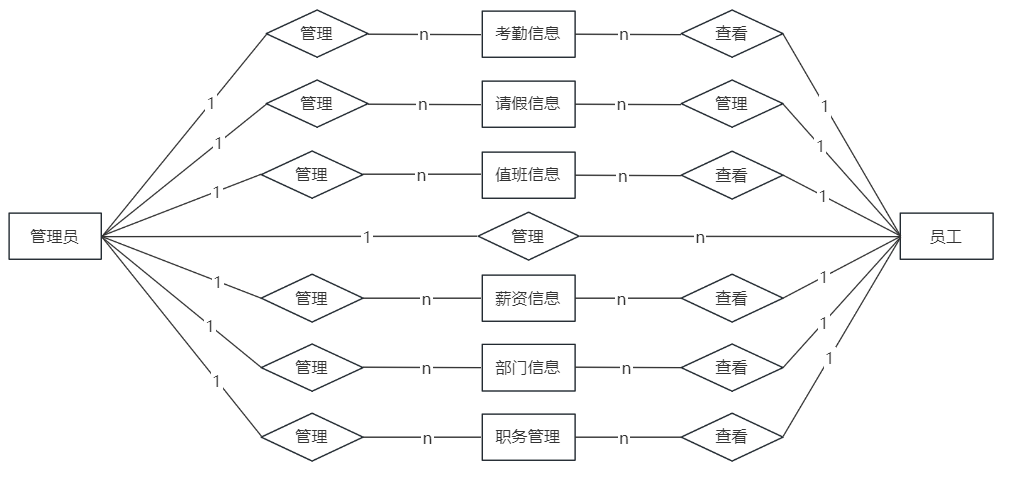 管理 n 考勤信息 n 查看
1 1
管理 n 请假信息 n 管理
1 1
管理 n 值班信息 n 查看
1 1
管理员 1 管理 n 员工
1 1
管理 n 薪资信息 n 查看
1 1
管理 n 部门信息 n 查看
1 1
管理 n 职务管理 n 查看